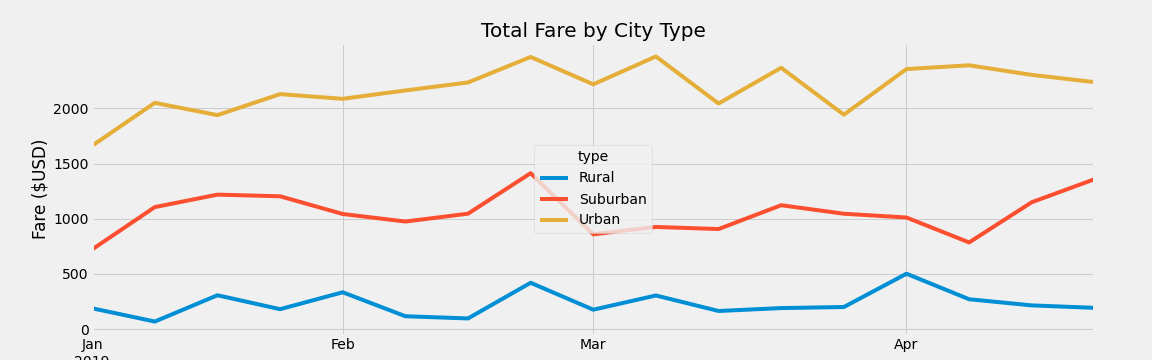 Total Fare by City Type
Fare ($USD)
2000
1500
1000
500
0
type
Rural
Suburban
Urban
Jan
Feb
Mar
Apr
2019